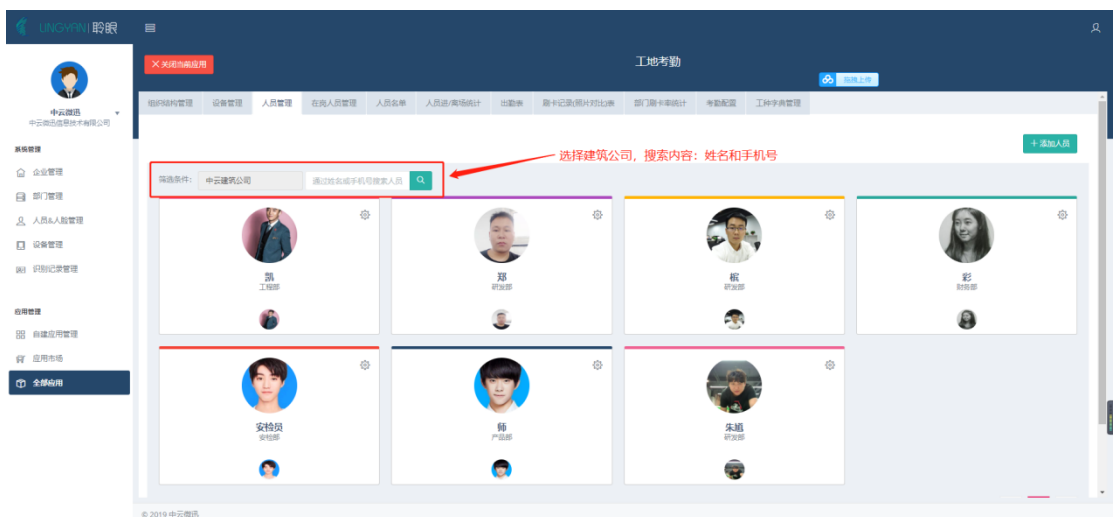 LINGYAN 聆眼
× 关闭当前应用
工地考勤
拖拽上传
中云微迅
中云微迅信息技术有限公司
组织结构管理 设备管理 人员管理 在岗人员管理 人员名单 人员进/离场统计 出勤表 刷卡记录(照片对比)表 部门刷卡率统计 考勤配置 工种字典管理
系统管理
+ 添加人员
选择建筑公司，搜索内容：姓名和手机号
企业管理
筛选条件： 中云建筑公司 通过姓名或手机号搜索人员
部门管理
人员&人脸管理
设备管理
识别记录管理
凯
工程部
郑
研发部
槟
研发部
彩
财务部
应用管理
自建应用管理
应用市场
全部应用
安检员
安检部
师
产品部
朱旭
研发部
© 2019 中云微迅